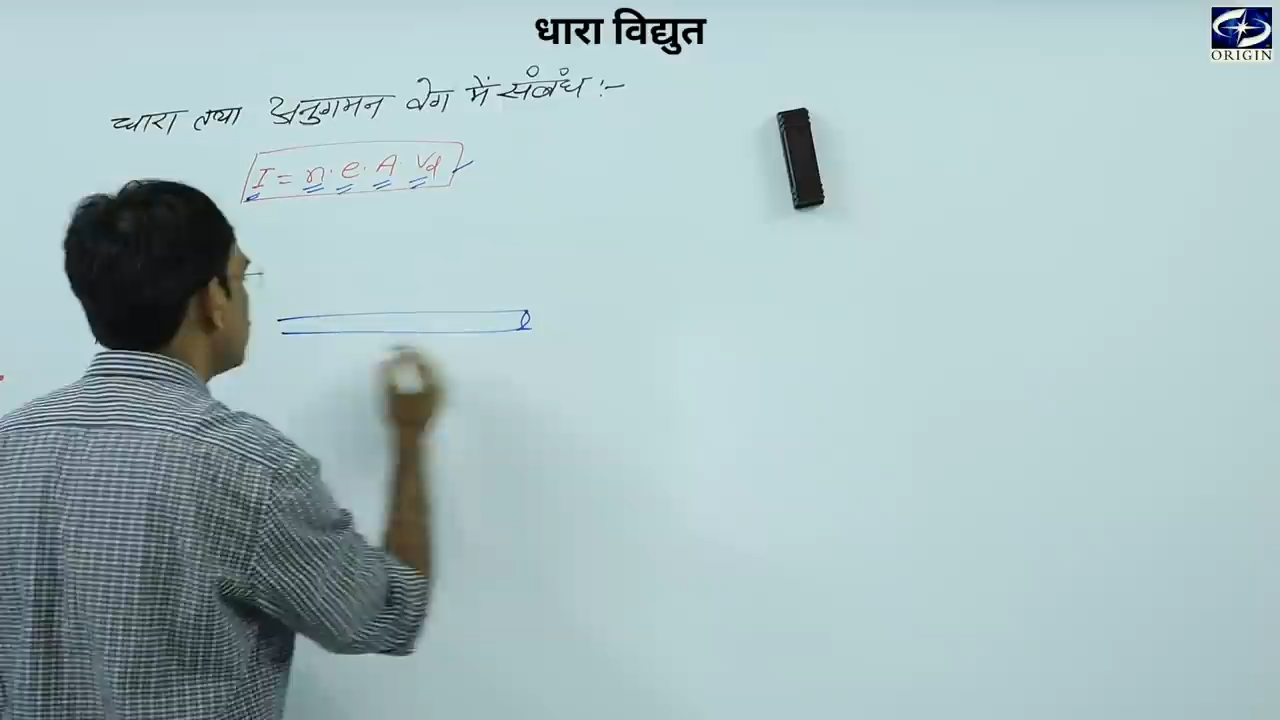 धारा विद्युत
ORIGIN
धारा तथा अनुगमन वेग में संबंध :-
I = n. e. A Vd